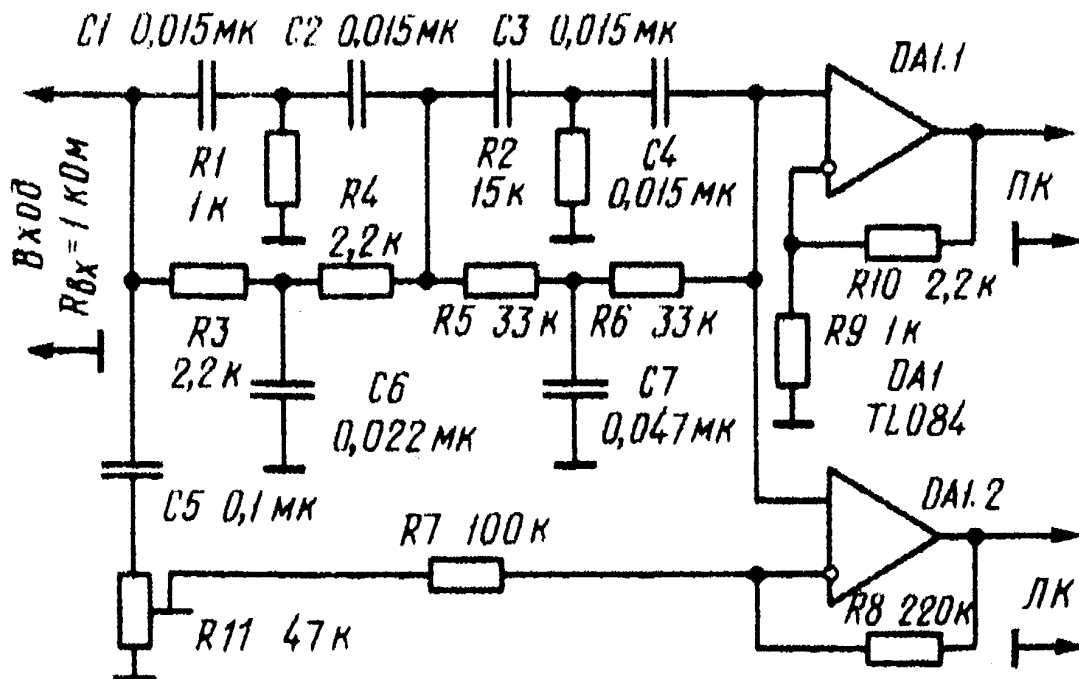 C1 0,015мк C2 0,015мк C3 0,015мк
DA1.1
R1
1к
R4
2,2к
R2
15к
C4
0,015мк
ПК
Вход
Rвх = 1 кОм
R3
2,2к
R5 33к R6 33к
R10 2,2к
R9 1к
C6
0,022мк
C7
0,047мк
DA1
TL084
C5 0,1мк
R7 100к
DA1.2
R11 47к
R8 220к
ЛК